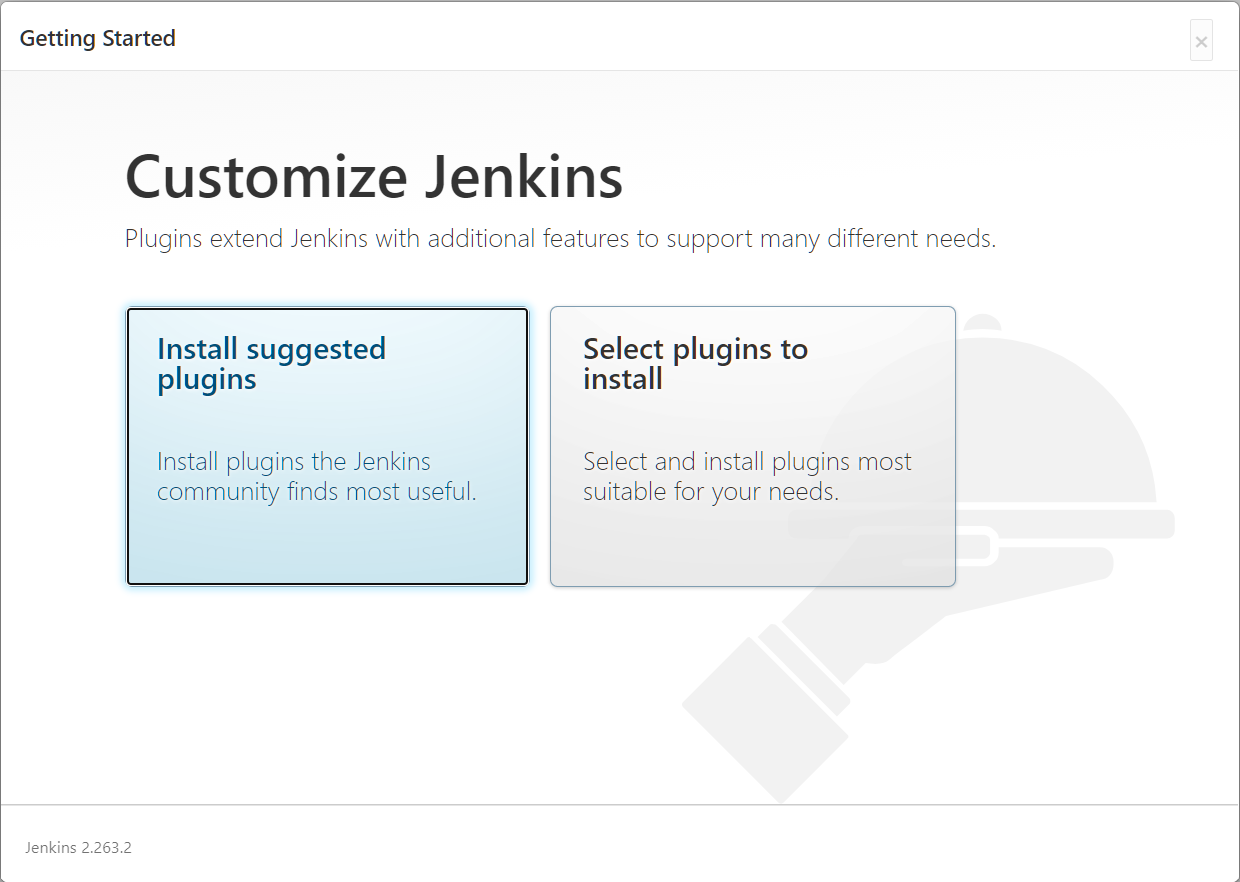 Getting Started
×
Customize Jenkins
Plugins extend Jenkins with additional features to support many different needs.
Install suggested
plugins
Install plugins the Jenkins
community finds most useful.
Select plugins to
install
Select and install plugins most
suitable for your needs.
Jenkins 2.263.2